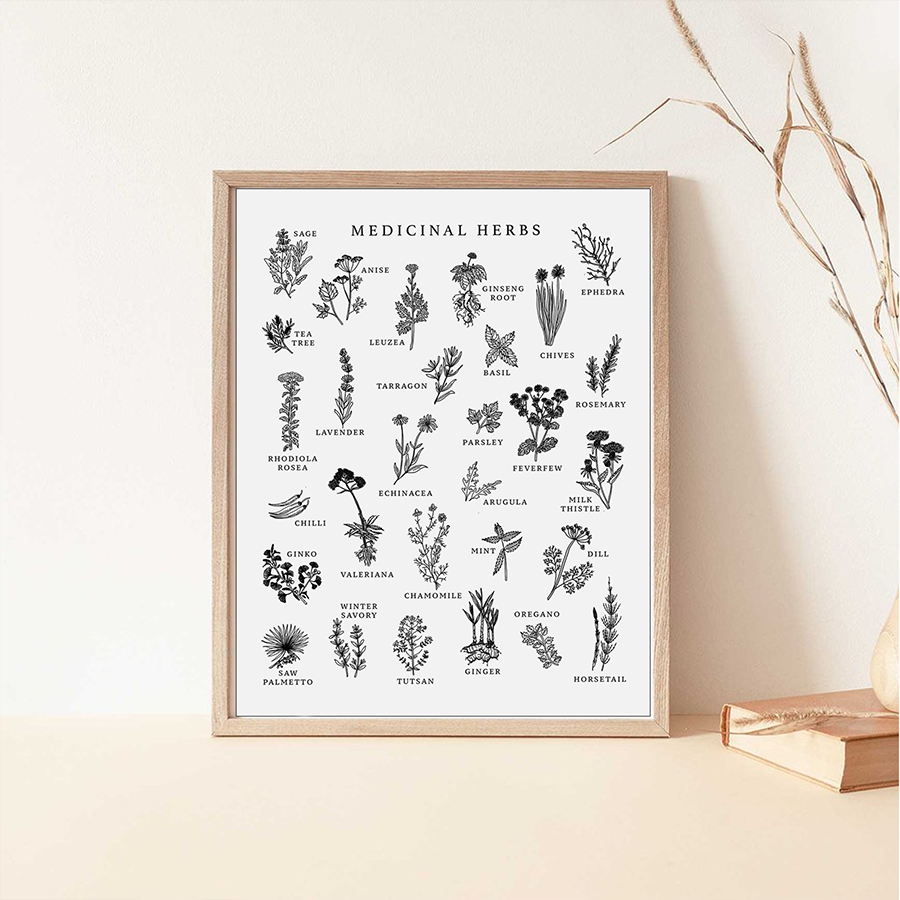 MEDICINAL HERBS
SAGE
ANISE
GINSENG
ROOT
EPHEDRA
TEA
TREE
LEUZEA
CHIVES
BASIL
TARRAGON
ROSEMARY
LAVENDER
PARSLEY
RHODIOLA
ROSEA
FEVERFEW
ECHINACEA
ARUGULA
MILK
THISTLE
CHILLI
MINT
DILL
GINKO
VALERIANA
CHAMOMILE
WINTER
SAVORY
OREGANO
SAW
PALMETTO
TUTSAN
GINGER
HORSETAIL